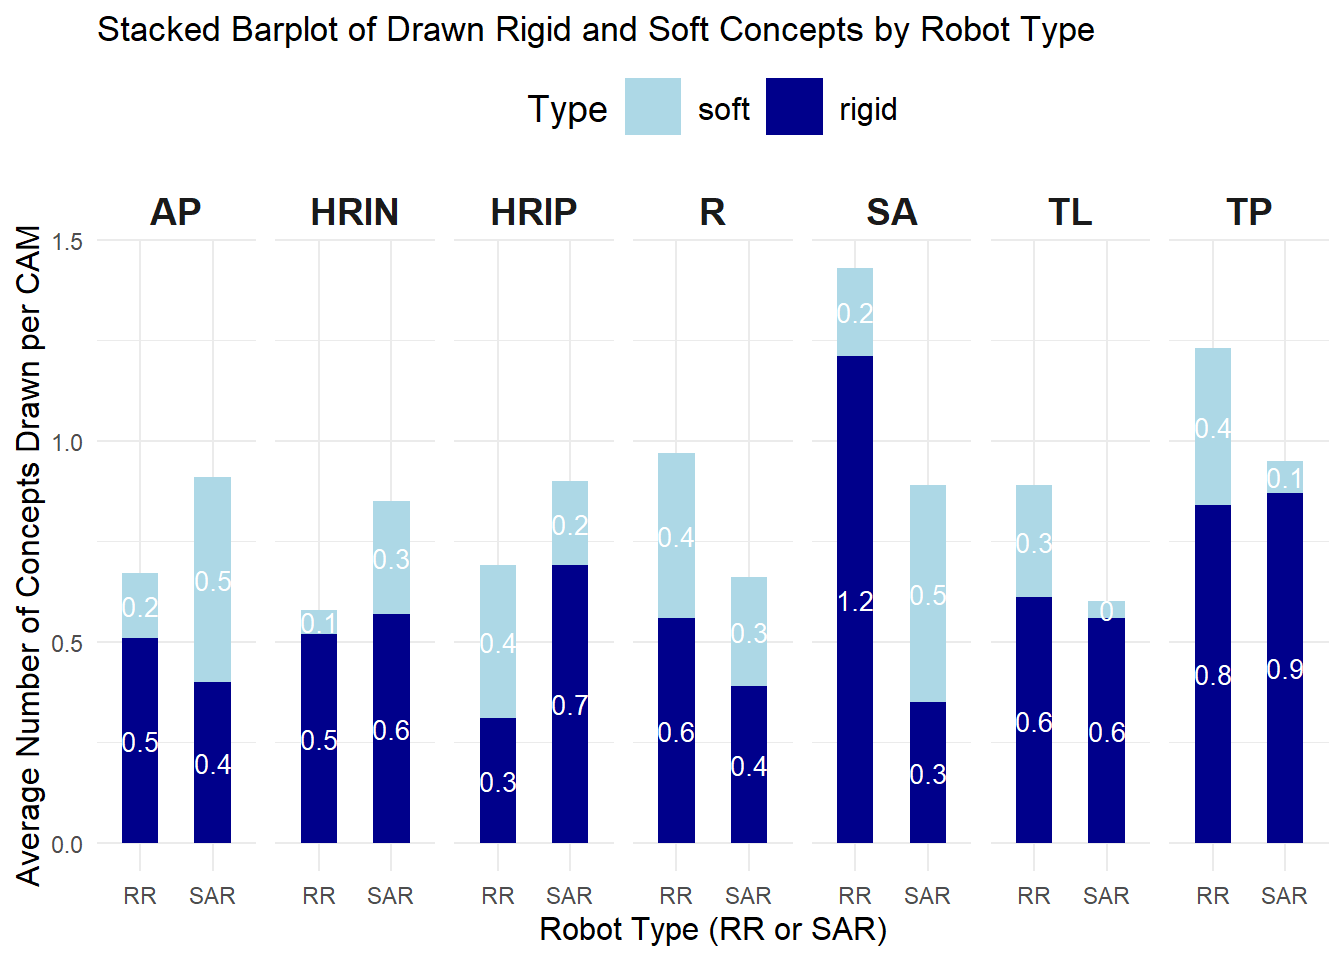 Stacked Barplot of Drawn Rigid and Soft Concepts by Robot Type
Type soft rigid
AP HRIN HRIP R SA TL TP
Average Number of Concepts Drawn per CAM
1.5
1.0
0.5
0.0
0.2 0.5 0.1 0.3 0.4 0.2 0.4 0.3 0.2 0.5 0.3 0 0.4 0.1
0.5 0.4 0.5 0.6 0.3 0.7 0.6 0.4 1.2 0.3 0.6 0.6 0.8 0.9
RR SAR RR SAR RR SAR RR SAR RR SAR RR SAR RR SAR
Robot Type (RR or SAR)